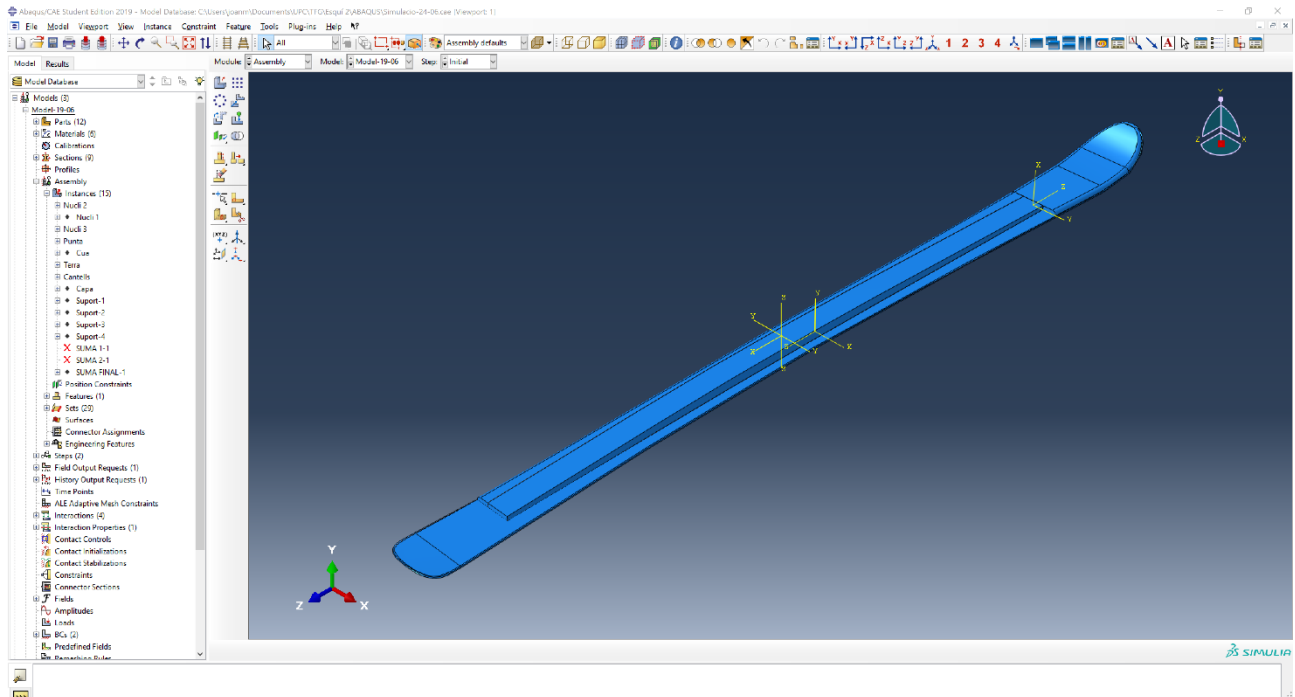 Abaqus/CAE Student Edition 2019 - Model Database: C:\Users\joanm\Documents\UPC\TFG\Esquí 2\ABAQUS\Simulacio-24-06.cae [Viewport: 1]
File Model Viewport View Instance Constraint Feature Tools Plug-ins Help
All Assembly defaults 1 2 3 4 A
Model Results Module: Assembly Model: Model-19-06 Step: Initial
Model Database
Models (3)
Model-19-06
Parts (12)
Materials (6)
Calibrations
Sections (9)
Profiles
Assembly
Instances (15)
Nucli 2
Nucli 1
Nucli 3
Punta
Cua
Terra
Cantells
Capa
Suport-1
Suport-2
Suport-3
Suport-4
SUMA 1-1
SUMA 2-1
SUMA FINAL-1
Position Constraints
Features (1)
Sets (29)
Surfaces
Connector Assignments
Engineering Features
Steps (2)
Field Output Requests (1)
History Output Requests (1)
Time Points
ALE Adaptive Mesh Constraints
Interactions (4)
Interaction Properties (1)
Contact Controls
Contact Initializations
Contact Stabilizations
Constraints
Connector Sections
Fields
Amplitudes
Loads
BCs (2)
Predefined Fields
Remeshing Rules
Y
Z X
SIMULIA